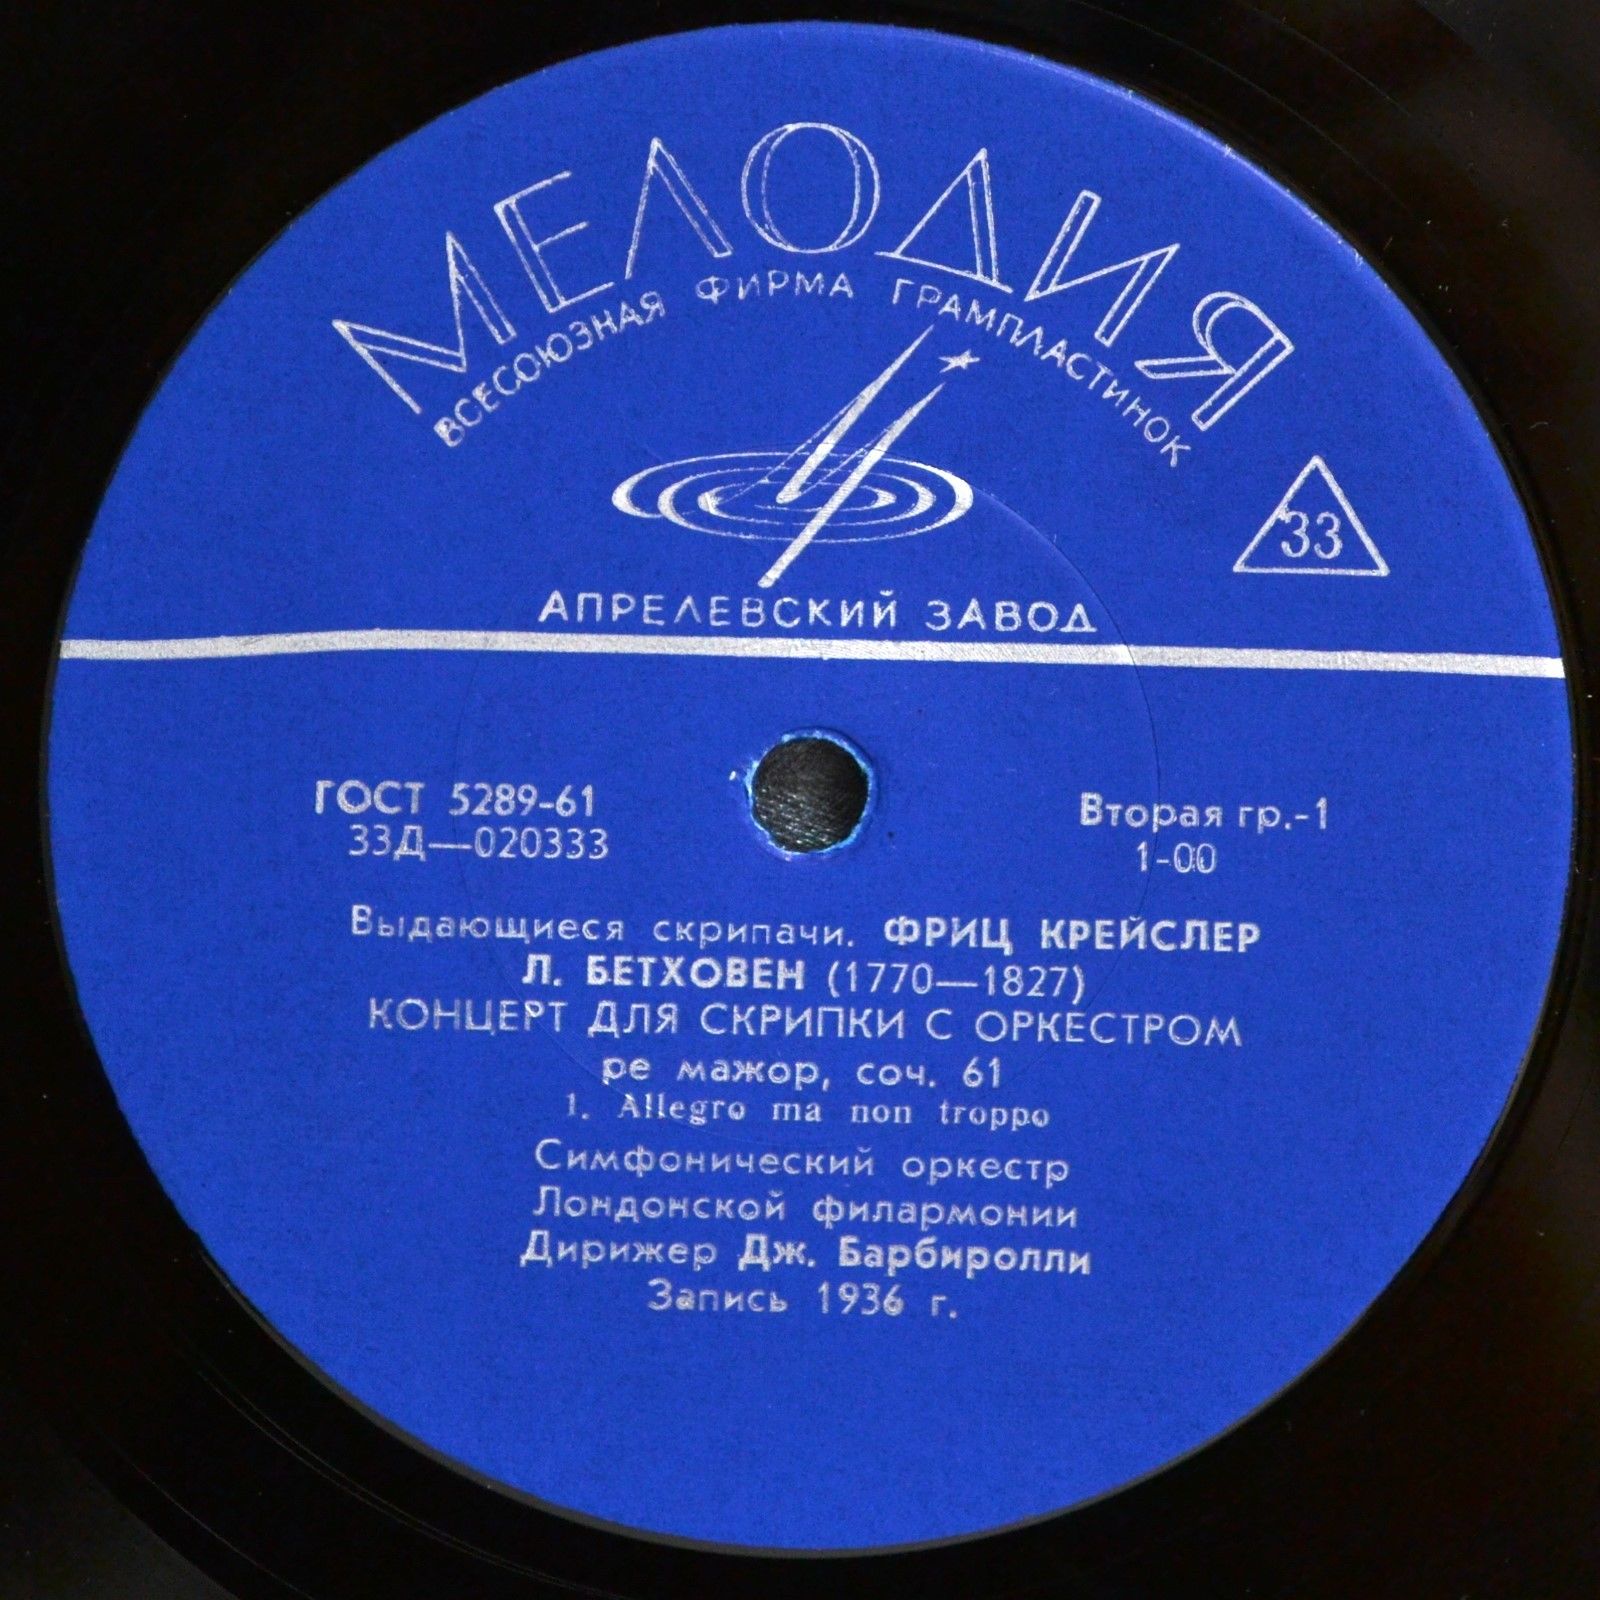 МЕЛОДИЯ
ВСЕСОЮЗНАЯ ФИРМА ГРАМПЛАСТИНОК
33
АПРЕЛЕВСКИЙ ЗАВОД
ГОСТ 5289-61
33Д—020333
Вторая гр.-1
1-00
Выдающиеся скрипачи. ФРИЦ КРЕЙСЛЕР
Л. БЕТХОВЕН (1770—1827)
КОНЦЕРТ ДЛЯ СКРИПКИ С ОРКЕСТРОМ
ре мажор, соч. 61
1. Allegro ma non troppo
Симфонический оркестр
Лондонской филармонии
Дирижер Дж. Барбиролли
Запись 1936 г.